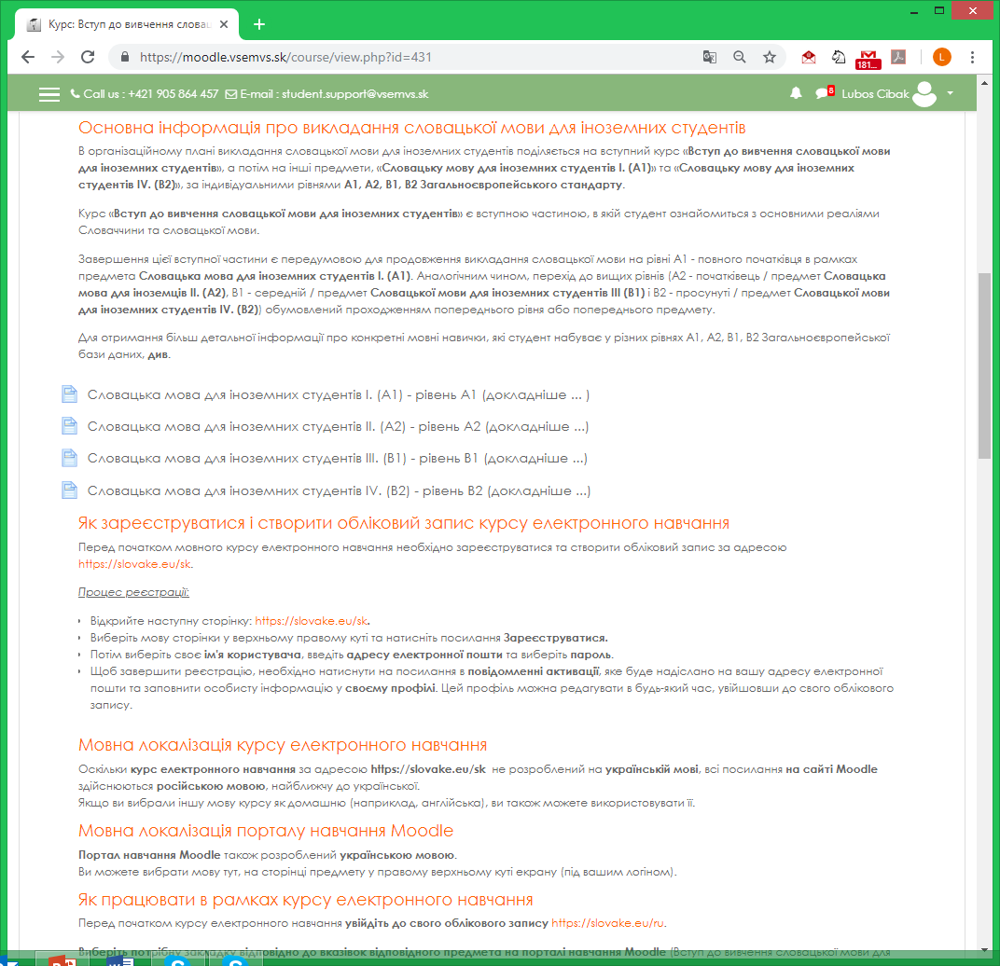 Курс: Вступ до вивчення словац
https://moodle.vsemvs.sk/course/view.php?id=431
181...
L
Call us : +421 905 864 457 E-mail : student.support@vsemvs.sk
8
Lubos Cibak
Основна інформація про викладання словацької мови для іноземних студентів
В організаційному плані викладання словацької мови для іноземних студентів поділяється на вступний курс «Вступ до вивчення словацької мови
для іноземних студентів», а потім на інші предмети, «Словацьку мову для іноземних студентів I. (A1)» та «Словацьку мову для іноземних
студентів IV. (B2)», за індивідуальними рівнями A1, A2, B1, B2 Загальноєвропейського стандарту.
Курс «Вступ до вивчення словацької мови для іноземних студентів» є вступною частиною, в якій студент ознайомиться з основними реаліями
Словаччини та словацької мови.
Завершення цієї вступної частини є передумовою для продовження викладання словацької мови на рівні A1 - повного початківця в рамках
предмета Словацька мова для іноземних студентів I. (A1). Аналогічним чином, перехід до вищих рівнів (A2 - початківець / предмет Словацька
мова для іноземців II. (A2), B1 - середній / предмет Словацької мови для іноземних студентів III (B1) і B2 - просунуті / предмет Словацької мови
для іноземних студентів IV. (B2)) обумовлений проходженням попереднього рівня або попереднього предмету.
Для отримання більш детальної інформації про конкретні мовні навички, які студент набуває у різних рівнях A1, A2, B1, B2 Загальноєвропейської
бази даних, див.
Словацька мова для іноземних студентів I. (A1) - рівень A1 (докладніше ... )
Словацька мова для іноземних студентів II. (A2) - рівень A2 (докладніше ...)
Словацька мова для іноземних студентів III. (B1) - рівень B1 (докладніше ...)
Словацька мова для іноземних студентів IV. (B2) - рівень B2 (докладніше ...)
Як зареєструватися і створити обліковий запис курсу електронного навчання
Перед початком мовного курсу електронного навчання необхідно зареєструватися та створити обліковий запис за адресою
https://slovake.eu/sk.
Процес реєстрації:
Відкрийте наступну сторінку: https://slovake.eu/sk.
Виберіть мову сторінки у верхньому правому куті та натисніть посилання Зареєструватися.
Потім виберіть своє ім'я користувача, введіть адресу електронної пошти та виберіть пароль.
Щоб завершити реєстрацію, необхідно натиснути на посилання в повідомленні активації, яке буде надіслано на вашу адресу електронної
пошти та заповнити особисту інформацію у своєму профілі. Цей профіль можна редагувати в будь-який час, увійшовши до свого облікового
запису.
Мовна локалізація курсу електронного навчання
Оскільки курс електронного навчання за адресою https://slovake.eu/sk не розроблений на українській мові, всі посилання на сайті Moodle
здійснюються російською мовою, найближчу до української.
Якщо ви вибрали іншу мову курсу як домашню (наприклад, англійська), ви також можете використовувати її.
Мовна локалізація порталу навчання Moodle
Портал навчання Moodle також розроблений українською мовою.
Ви можете вибрати мову тут, на сторінці предмету у правому верхньому куті екрану (під вашим логіном).
Як працювати в рамках курсу електронного навчання
Перед початком курсу електронного навчання увійдіть до свого облікового запису https://slovake.eu/ru.
Виберіть потрібну закладку відповідно до вказівок відповідного предмета на порталі навчання Moodle (Вступ до вивчення словацької мови для